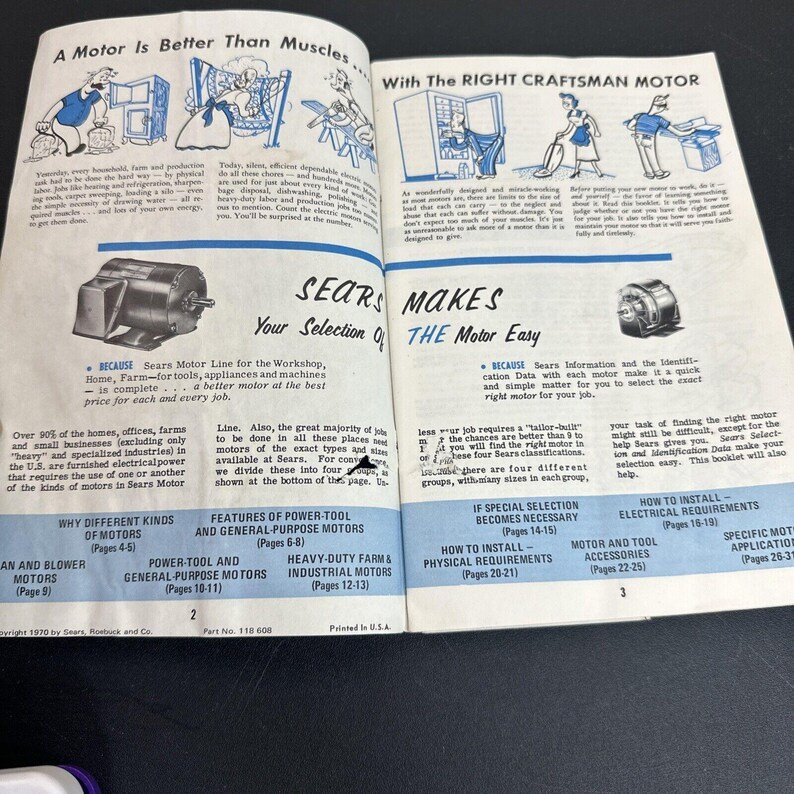 A Motor Is Better Than Muscles . . . .
Yesterday, every household, farm and production
task had to be done the hard way — by physical
labor. Jobs like heating and refrigeration, sharpen-
ing tools, carpet sweeping, loading a silo — even
the simple necessity of drawing water — all re-
quired muscles . . . and lots of your own energy,
to get them done.
Today, silent, efficient dependable electric motors
do all these chores — and hundreds more.
are used for just about every kind of work:
bage disposal, dishwashing, polishing
heavy-duty labor and production jobs too
ous to mention. Count the electric motors serving
you. You'll be surprised at the number.
SEARS
Your Selection Of
• BECAUSE Sears Motor Line for the Workshop,
Home, Farm—for tools, appliances and machines
— is complete . . . a better motor at the best
price for each and every job.
Over 90% of the homes, offices, farms
and small businesses (excluding only
"heavy" and specialized industries) in
the U.S. are furnished electrical power
that requires the use of one or another
of the kinds of motors in Sears Motor
Line. Also, the great majority of jobs
to be done in all these places need
motors of the exact types and sizes
available at Sears. For
we divide these into four groups, as
shown at the bottom of this page. Un-
WHY DIFFERENT KINDS
OF MOTORS
(Pages 4-5)
FEATURES OF POWER-TOOL
AND GENERAL-PURPOSE MOTORS
(Pages 6-8)
AN AND BLOWER
MOTORS
(Page 9)
POWER-TOOL AND
GENERAL-PURPOSE MOTORS
(Pages 10-11)
HEAVY-DUTY FARM &
INDUSTRIAL MOTORS
(Pages 12-13)
2
opyright 1970 by Sears, Roebuck and Co.
Part No. 118 608
Printed In U.S.A.
With The RIGHT CRAFTSMAN MOTOR
As wonderfully designed and miracle-working
as most motors are, there are limits to the size of
load that each can carry — to the neglect and
abuse that each can suffer without damage. You
don't expect too much of your muscles. It's just
as unreasonable to ask more of a motor than it is
designed to give.
Before putting your new motor to work, do it —
and yourself — the favor of learning something
about it. Read this booklet. It tells you how to
judge whether or not you have the right motor
for your job. It also tells you how to install and
maintain your motor so that it will serve you faith-
fully and tirelessly.
MAKES
THE Motor Easy
• BECAUSE Sears Information and the Identifi-
cation Data with each motor make it a quick
and simple matter for you to select the exact
right motor for your job.
less your job requires a "tailor-built"
the chances are better than 9 to
you will find the right motor in
these four Sears classifications.
there are four different
groups, with many sizes in each group,
your task of finding the right motor
might still be difficult, except for the
help Sears gives you. Sears Select-
ion and Identification Data make your
selection easy. This booklet will also
help.
IF SPECIAL SELECTION
BECOMES NECESSARY
(Pages 14-15)
HOW TO INSTALL —
ELECTRICAL REQUIREMENTS
(Pages 16-19)
HOW TO INSTALL —
PHYSICAL REQUIREMENTS
(Pages 20-21)
MOTOR AND TOOL
ACCESSORIES
(Pages 22-25)
SPECIFIC MOT
APPLICATION
(Pages 26-31
3